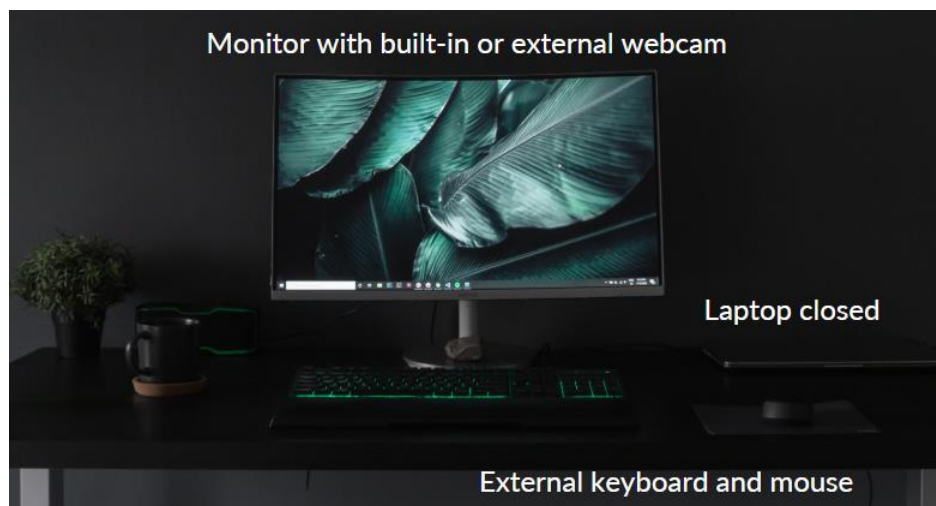 Monitor with built-in or external webcam
Laptop closed
External keyboard and mouse